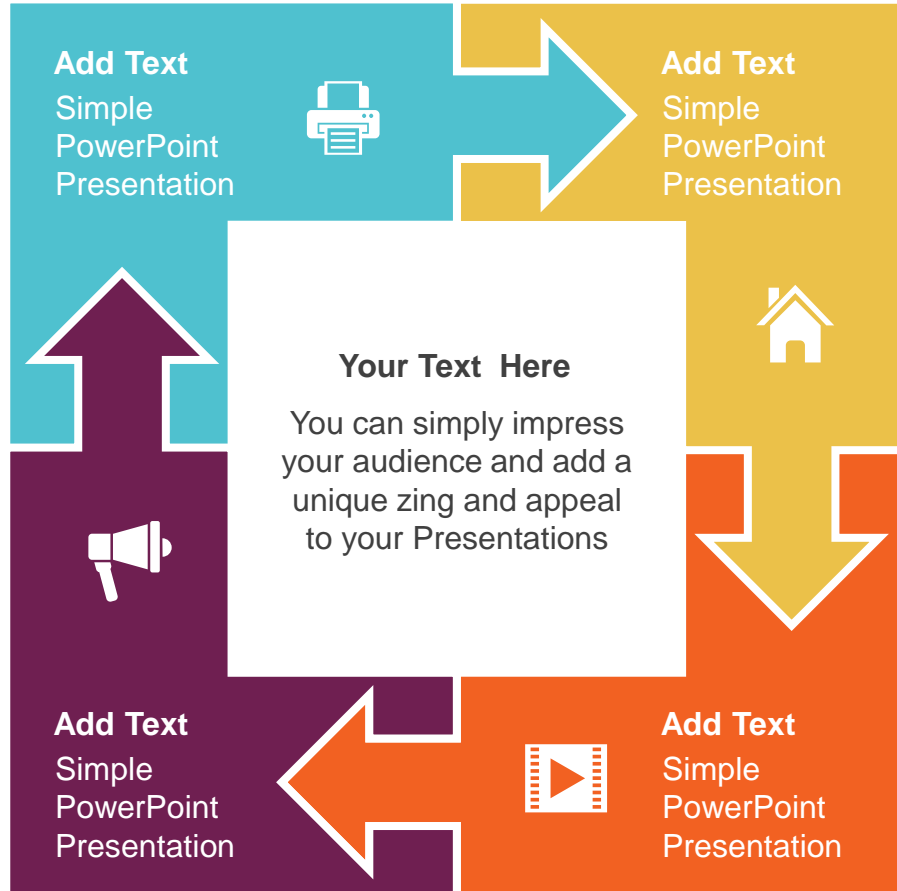 Add Text
Simple
PowerPoint
Presentation
Add Text
Simple
PowerPoint
Presentation
Your Text Here
You can simply impress
your audience and add a
unique zing and appeal
to your Presentations
Add Text
Simple
PowerPoint
Presentation
Add Text
Simple
PowerPoint
Presentation